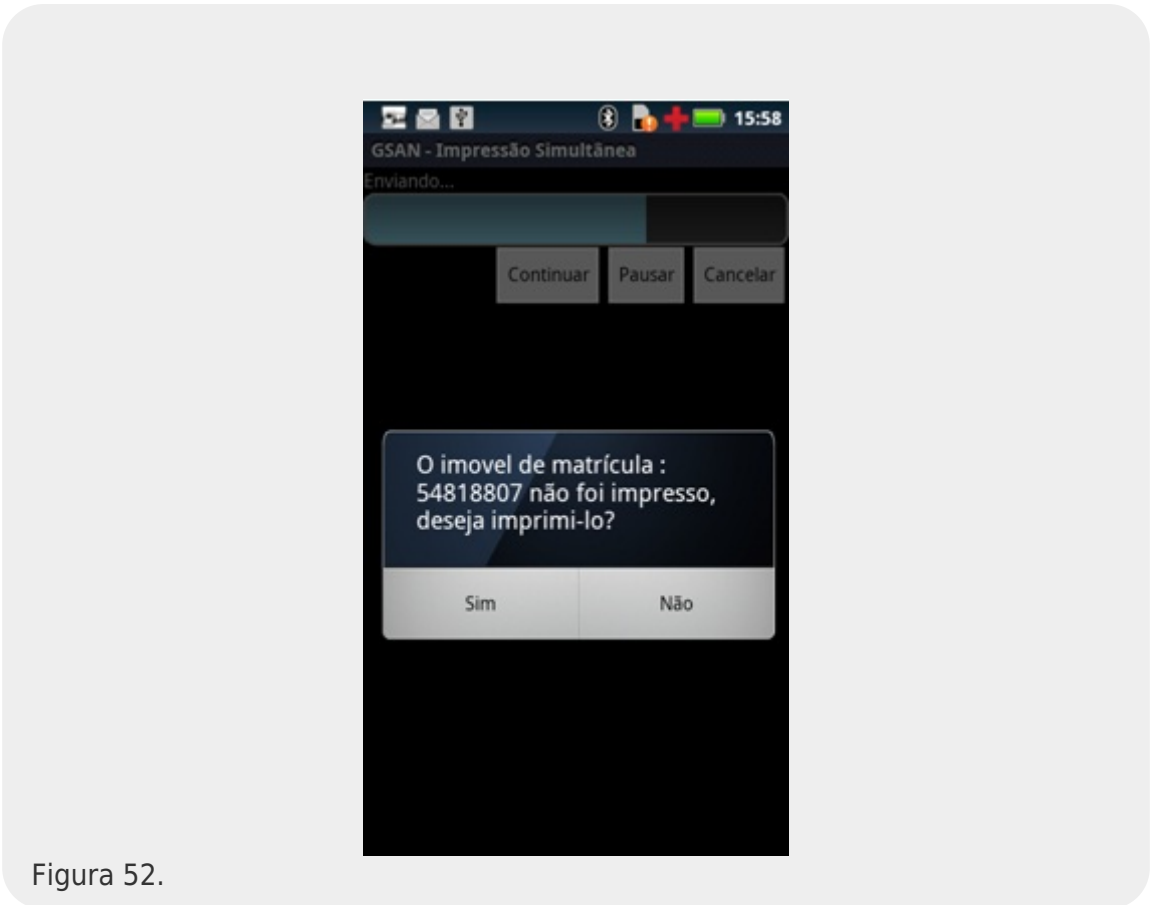 15:58
GSAN - Impressão Simultânea
Enviando...
Continuar Pausar Cancelar
O imovel de matrícula :
54818807 não foi impresso,
deseja imprimi-lo?
Sim Não
Figura 52.